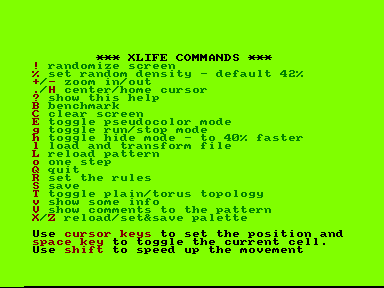 *** XLIFE COMMANDS ***
! randomize screen
% set random density - default 42%
+/- zoom in/out
./H center/home cursor
? show this help
B benchmark
C clear screen
E toggle pseudocolor mode
g toggle run/stop mode
h toggle hide mode - to 40% faster
l load and transform file
L reload pattern
o one step
Q quit
R set the rules
S save
T toggle plain/torus topology
v show some info
V show comments to the pattern
X/Z reload/set&save palette
Use cursor keys to set the position and
space key to toggle the current cell.
Use shift to speed up the movement